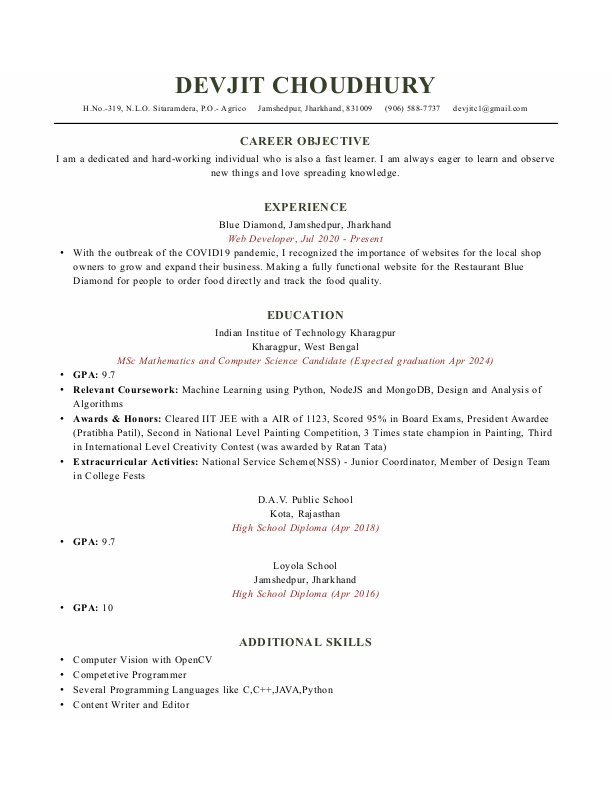 DEVJIT CHOUDHURY
H.No.-319, N.L.O. Sitaramdera, P.O.- Agrico Jamshedpur, Jharkhand, 831009 (906) 588-7737 devjitc1@gmail.com
CAREER OBJECTIVE
I am a dedicated and hard-working individual who is also a fast learner. I am always eager to learn and observe
new things and love spreading knowledge.
EXPERIENCE
Blue Diamond, Jamshedpur, Jharkhand
Web Developer, Jul 2020 - Present
• With the outbreak of the COVID19 pandemic, I recognized the importance of websites for the local shop
owners to grow and expand their business. Making a fully functional website for the Restaurant Blue
Diamond for people to order food directly and track the food quality.
EDUCATION
Indian Institue of Technology Kharagpur
Kharagpur, West Bengal
MSc Mathematics and Computer Science Candidate (Expected graduation Apr 2024)
• GPA: 9.7
• Relevant Coursework: Machine Learning using Python, NodeJS and MongoDB, Design and Analysis of
Algorithms
• Awards & Honors: Cleared IIT JEE with a AIR of 1123, Scored 95% in Board Exams, President Awardee
(Pratibha Patil), Second in National Level Painting Competition, 3 Times state champion in Painting, Third
in International Level Creativity Contest (was awarded by Ratan Tata)
• Extracurricular Activities: National Service Scheme(NSS) - Junior Coordinator, Member of Design Team
in College Fests
D.A.V. Public School
Kota, Rajasthan
High School Diploma (Apr 2018)
• GPA: 9.7
Loyola School
Jamshedpur, Jharkhand
High School Diploma (Apr 2016)
• GPA: 10
ADDITIONAL SKILLS
• Computer Vision with OpenCV
• Competetive Programmer
• Several Programming Languages like C,C++,JAVA,Python
• Content Writer and Editor